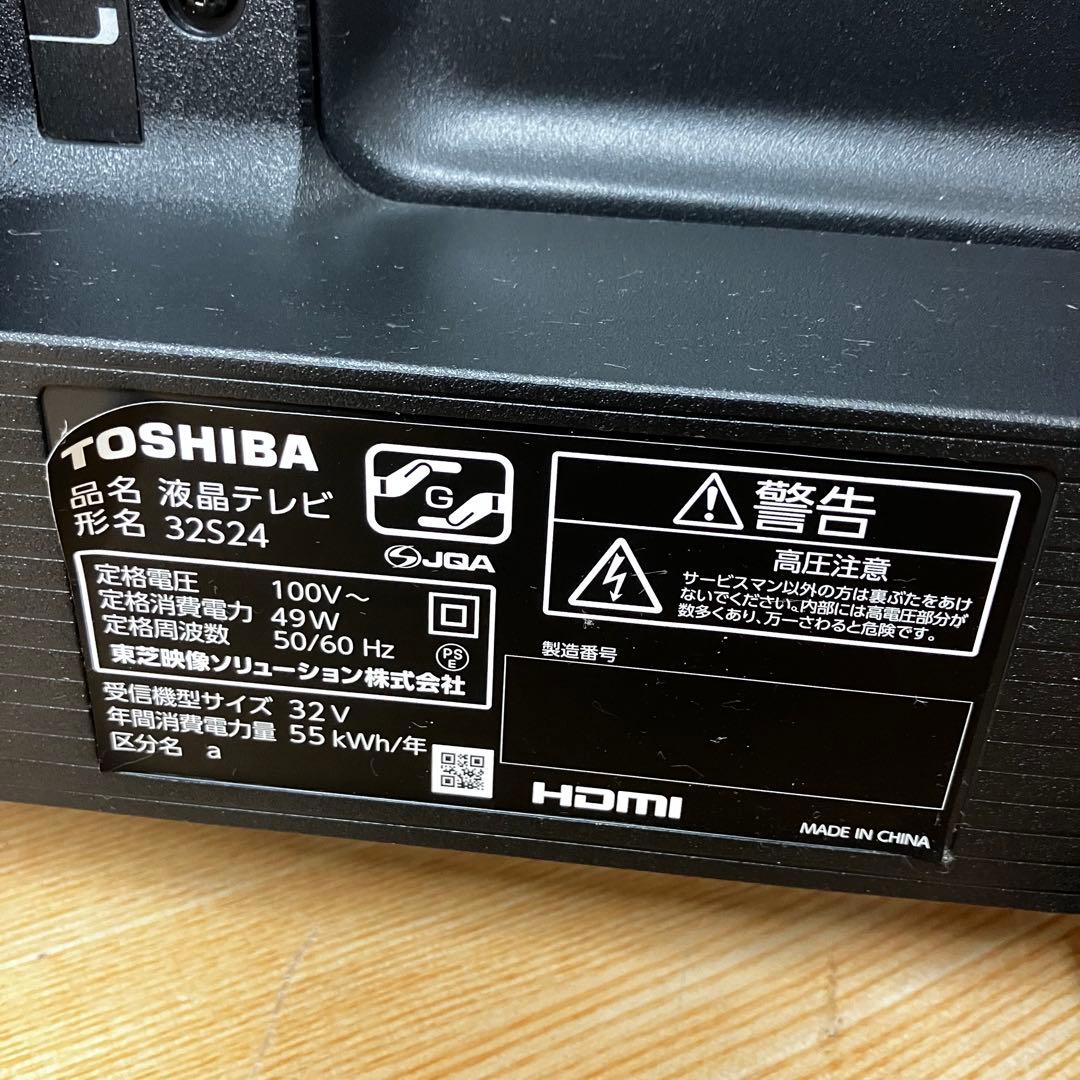 TOSHIBA
品名 液晶テレビ
形名 32S24
G
JQA
定格電圧 100V～
定格消費電力 49W
定格周波数 50/60 Hz
PS
E
東芝映像ソリューション株式会社
受信機型サイズ 32V
年間消費電力量 55 kWh/年
区分名 a
警告
高圧注意
サービスマン以外の方は裏ぶたをあけ
ないでください。内部には高電圧部分が
数多くあり、万一さわると危険です。
製造番号
HDMI
MADE IN CHINA